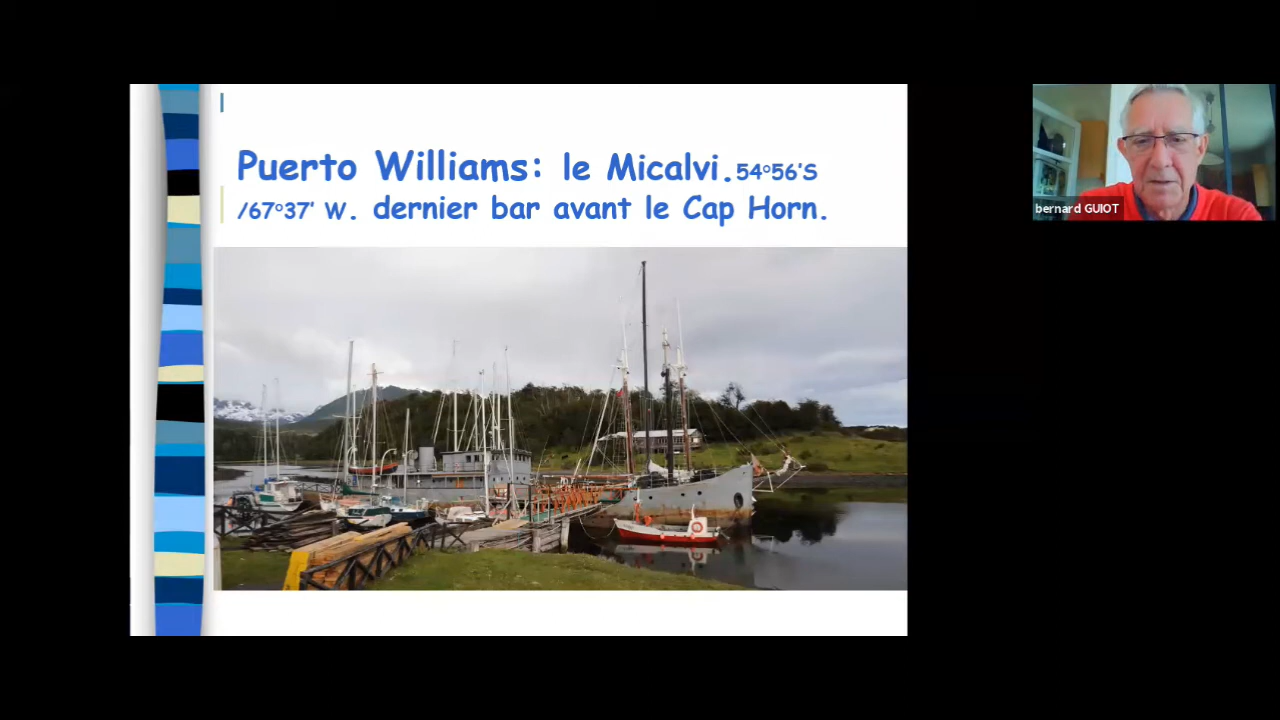 Puerto Williams: le Micalvi.54°56'S
/67°37' W. dernier bar avant le Cap Horn.
bernard GUIOT